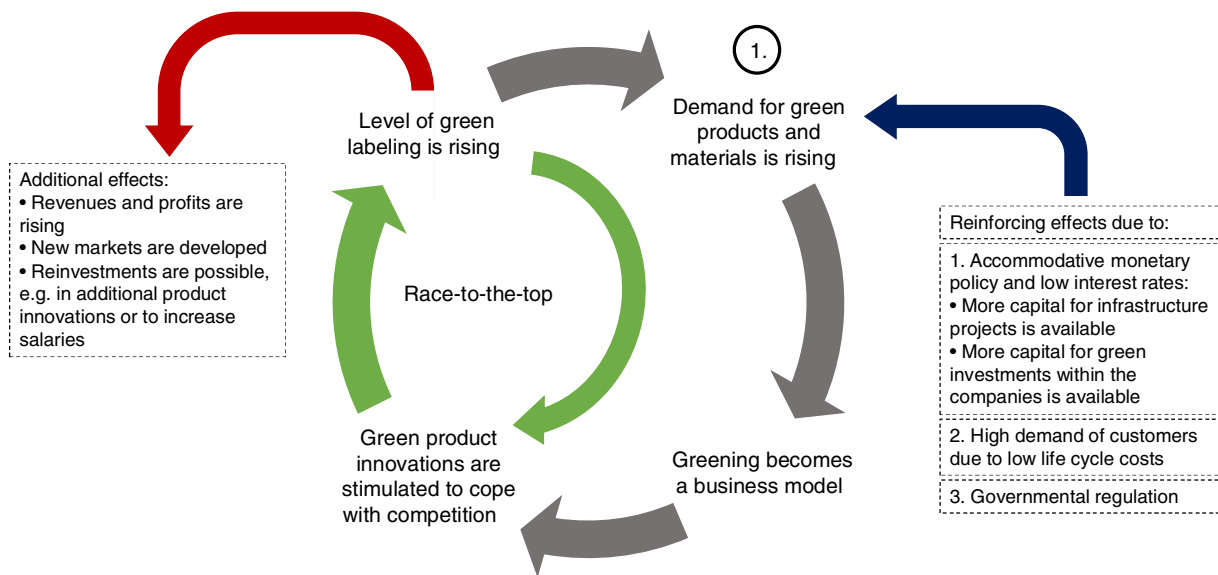 1.
Level of green
labeling is rising
Demand for green
products and
materials is rising
Additional effects:
• Revenues and profits are
rising
• New markets are developed
• Reinvestments are possible,
e.g. in additional product
innovations or to increase
salaries
Race-to-the-top
Reinforcing effects due to:
1. Accommodative monetary
policy and low interest rates:
• More capital for infrastructure
projects is available
• More capital for green
investments within the
companies is available
2. High demand of customers
due to low life cycle costs
3. Governmental regulation
Green product
innovations are
stimulated to cope
with competition
Greening becomes
a business model